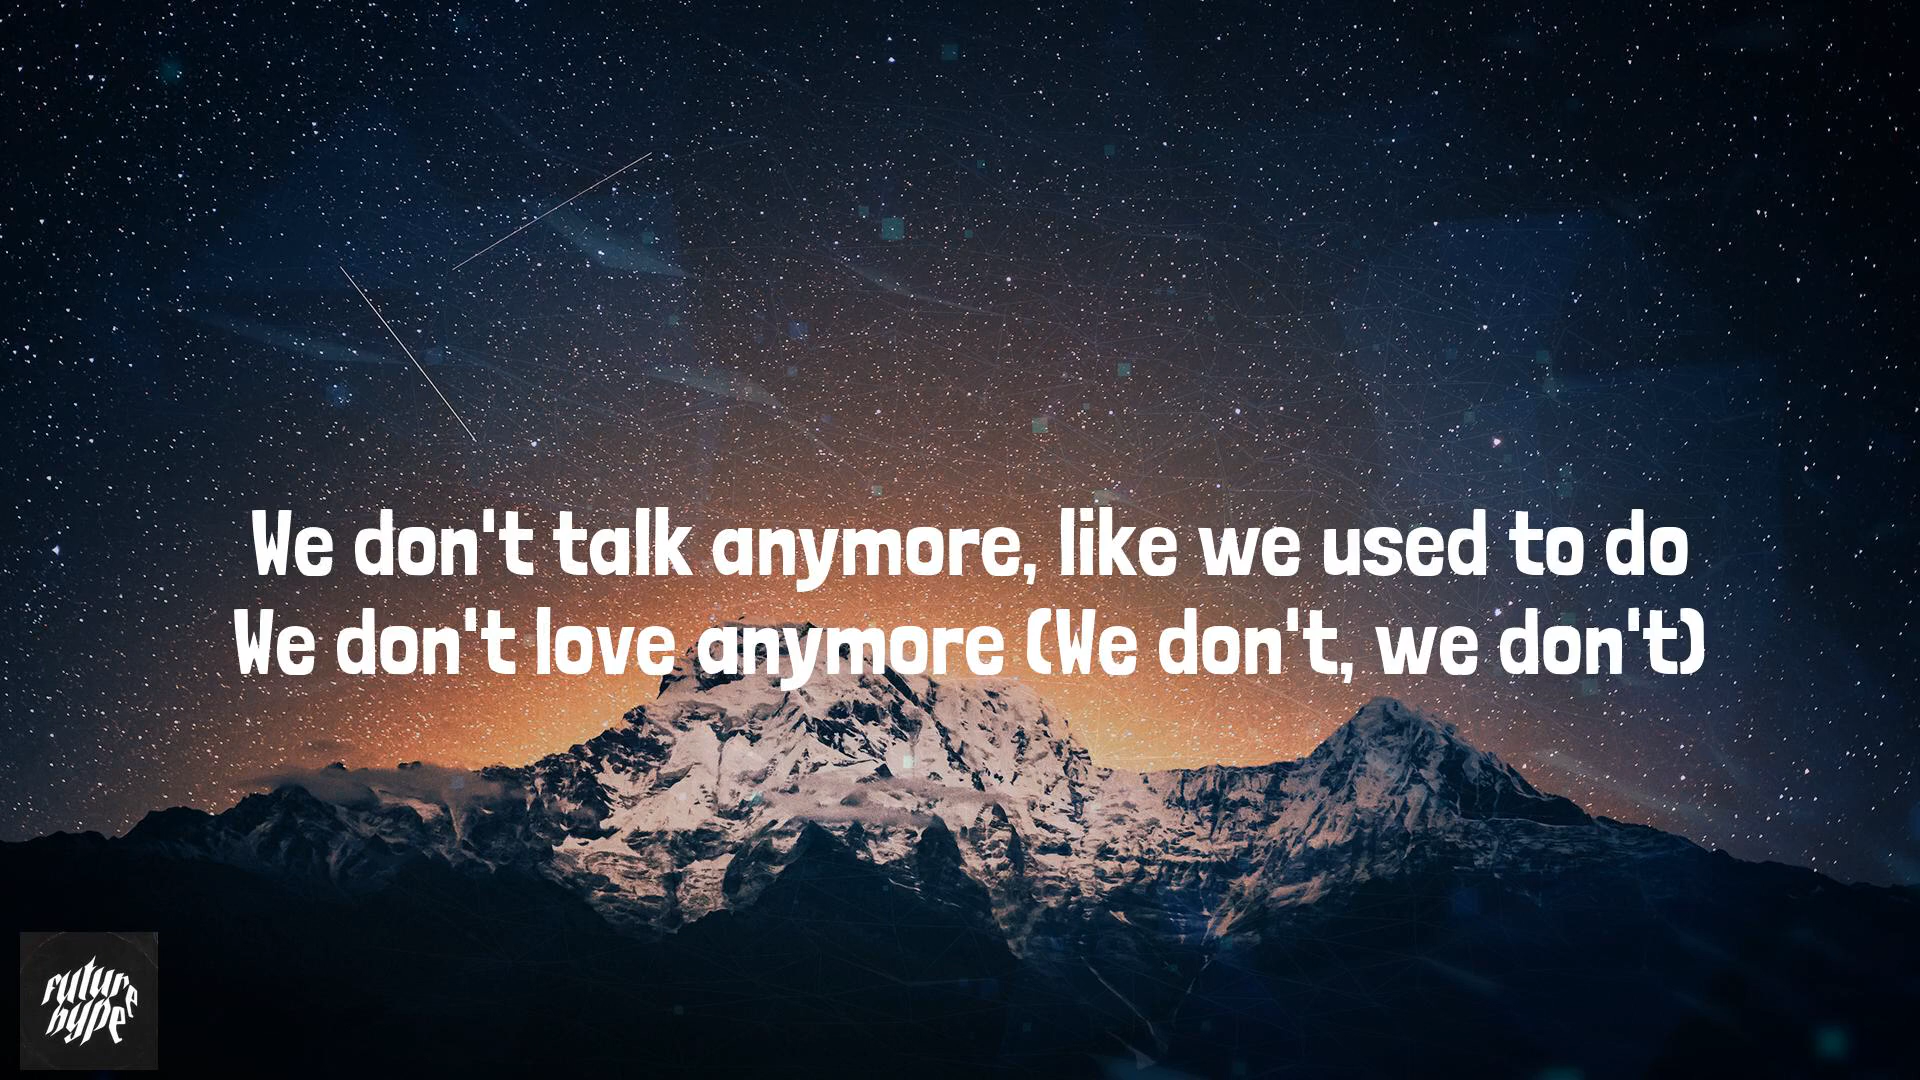 We don't talk anymore, like we used to do
We don't love anymore (We don't, we don't)
future
hype